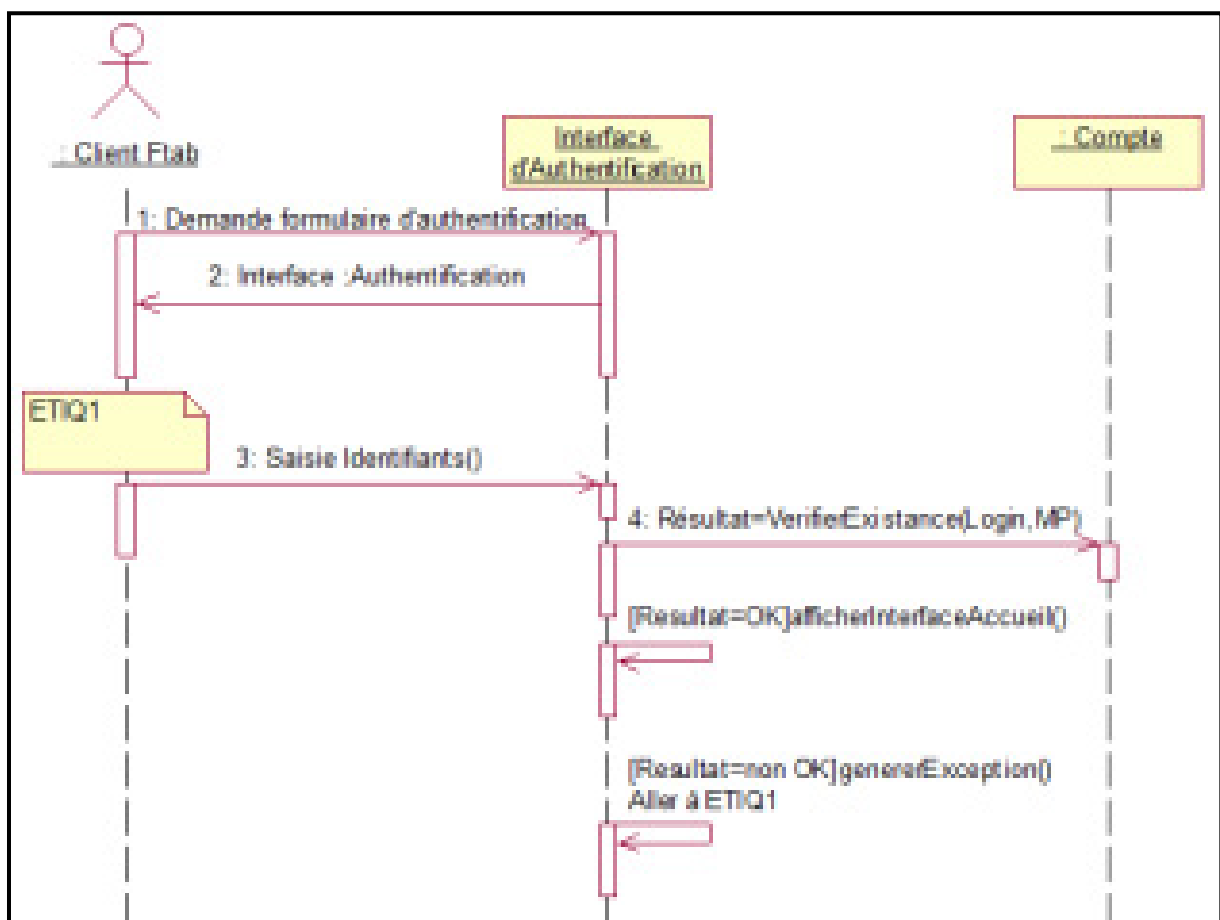 : Client Ftab
Interface
d'Authentification
: Compte
1: Demande formulaire d'authentification
2: Interface :Authentification
ETIQ1
3: Saisie Identifiants()
4: Résultat=VerifierExistance(Login,MP)
[Resultat=OK]afficherInterfaceAccueil()
[Resultat=non OK]genererException()
Aller à ETIQ1